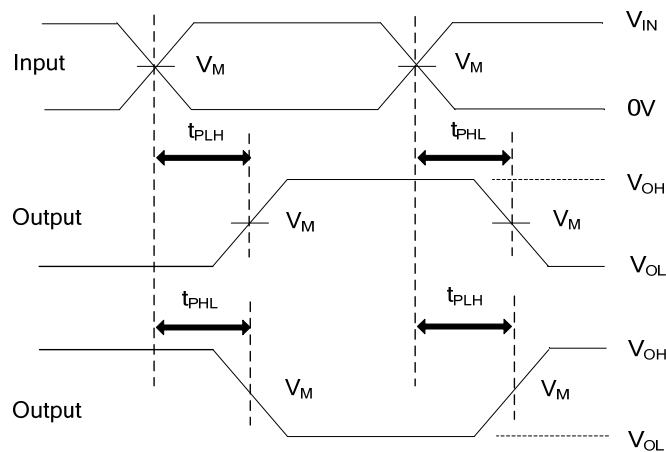 V_IN
Input
V_M
V_M
0V
t_PLH
t_PHL
V_OH
Output
V_M
V_M
V_OL
t_PHL
t_PLH
V_OH
V_M
V_M
Output
V_OL